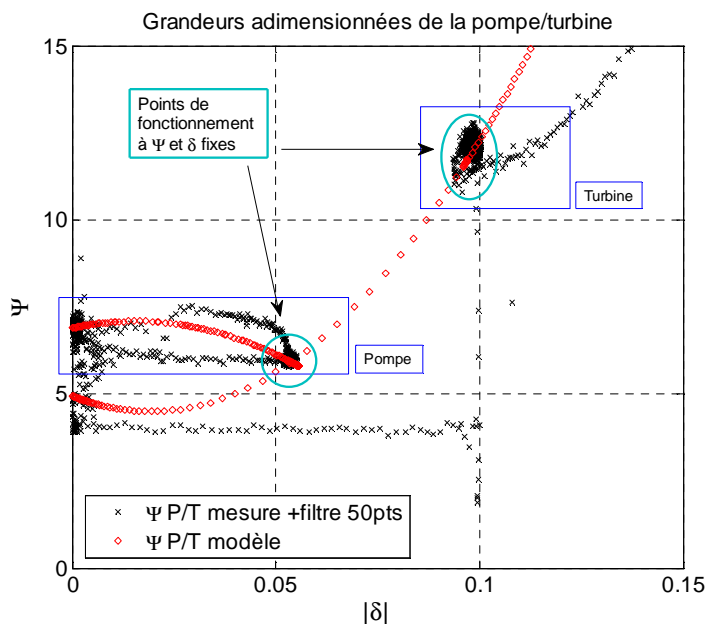 Grandeurs adimensionnées de la pompe/turbine
15
10
5
0
Ψ
Points de
fonctionnement
à Ψ et δ fixes
Turbine
Pompe
Ψ P/T mesure +filtre 50pts
Ψ P/T modèle
0
0.05
0.1
0.15
|δ|